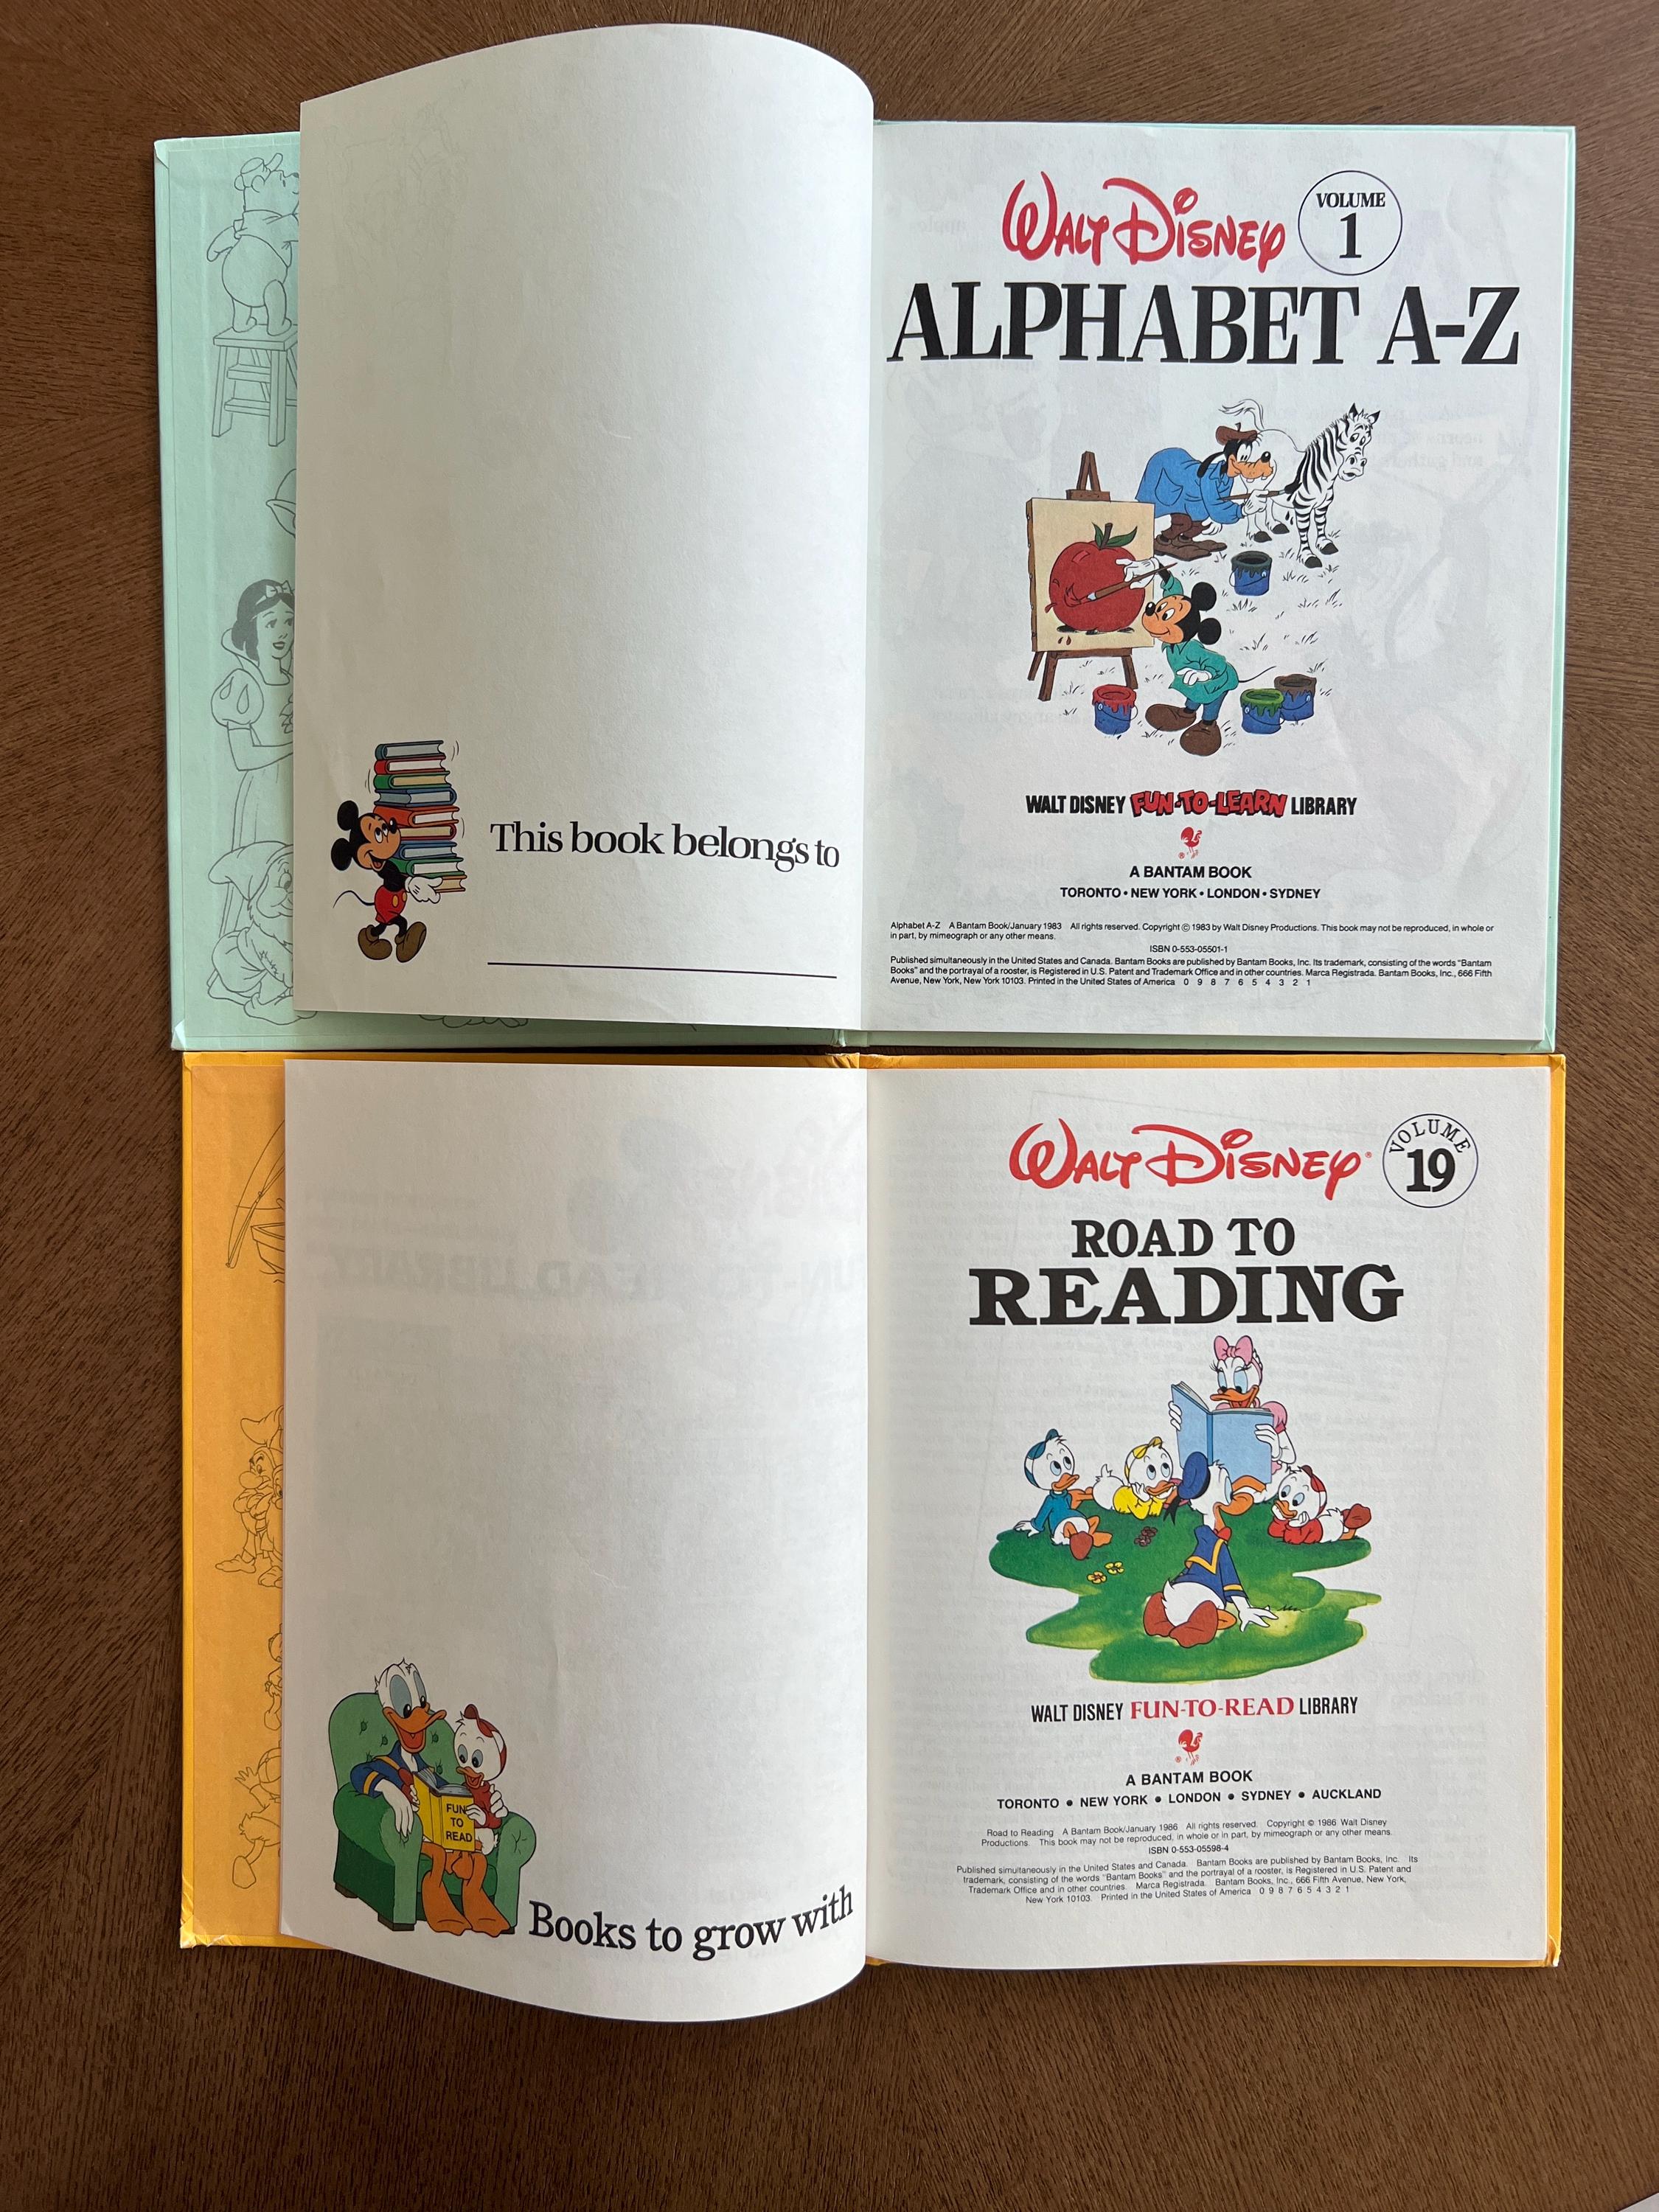 WALT DISNEY
VOLUME
1
ALPHABET A-Z
This book belongs to
WALT DISNEY FUN-TO-LEARN LIBRARY
®
A BANTAM BOOK
TORONTO • NEW YORK • LONDON • SYDNEY
Alphabet A-Z A Bantam Book/January 1983 All rights reserved. Copyright © 1983 by Walt Disney Productions. This book may not be reproduced, in whole or
in part, by mimeograph or any other means.
ISBN 0-553-05501-1
Published simultaneously in the United States and Canada. Bantam Books are published by Bantam Books, Inc. Its trademark, consisting of the words "Bantam
Books" and the portrayal of a rooster, is Registered in U.S. Patent and Trademark Office and in other countries. Marca Registrada. Bantam Books, Inc., 666 Fifth
Avenue, New York, New York 10103. Printed in the United States of America 0 9 8 7 6 5 4 3 2 1
WALT DISNEY®
VOLUME
19
ROAD TO
READING
FUN
TO
READ
Books to grow with
WALT DISNEY FUN-TO-READ LIBRARY
®
A BANTAM BOOK
TORONTO • NEW YORK • LONDON • SYDNEY • AUCKLAND
Road to Reading A Bantam Book/January 1986 All rights reserved. Copyright © 1986 Walt Disney
Productions. This book may not be reproduced, in whole or in part, by mimeograph or any other means.
ISBN 0-553-05598-4
Published simultaneously in the United States and Canada. Bantam Books are published by Bantam Books, Inc. Its
trademark, consisting of the words "Bantam Books" and the portrayal of a rooster, is Registered in U.S. Patent and
Trademark Office and in other countries. Marca Registrada. Bantam Books, Inc., 666 Fifth Avenue, New York,
New York 10103. Printed in the United States of America 0 9 8 7 6 5 4 3 2 1